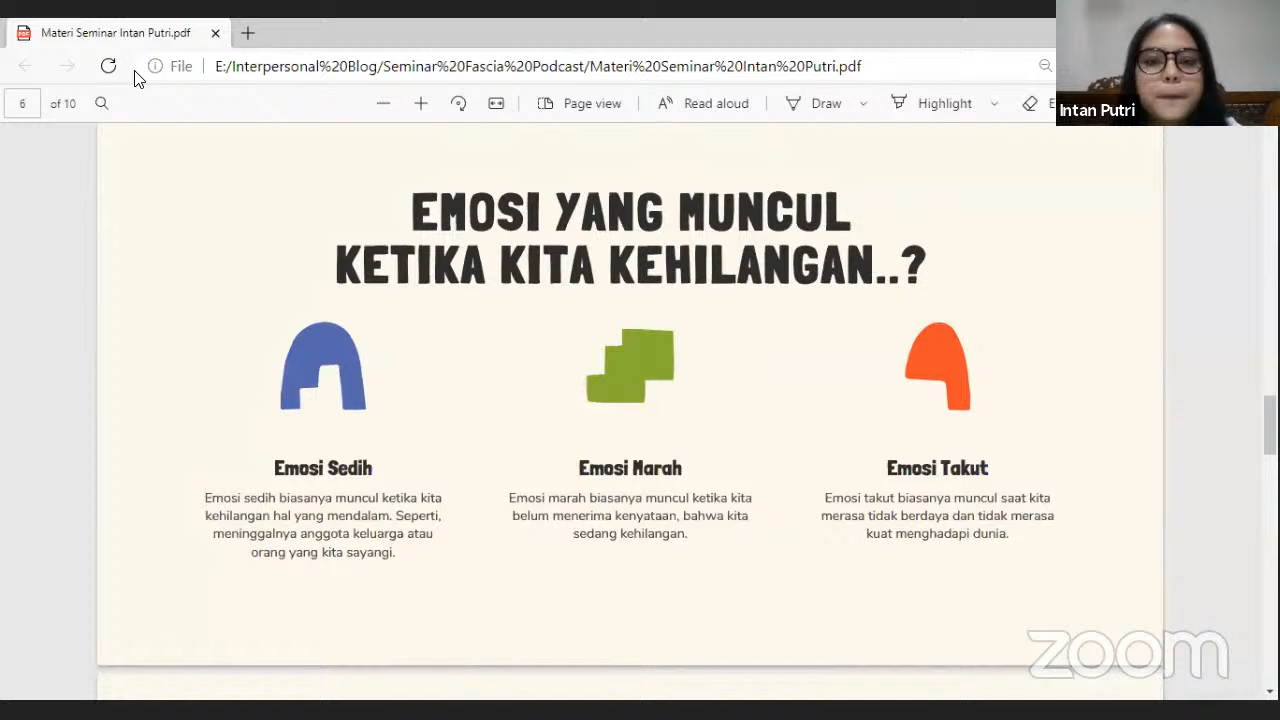 Materi Seminar Intan Putri.pdf
File
E:/Interpersonal%20Blog/Seminar%20Fascia%20Podcast/Materi%20Seminar%20Intan%20Putri.pdf
6 of 10
Page view
Read aloud
Draw
Highlight
Intan Putri
EMOSI YANG MUNCUL
KETIKA KITA KEHILANGAN..?
Emosi Sedih
Emosi sedih biasanya muncul ketika kita
kehilangan hal yang mendalam. Seperti,
meninggalnya anggota keluarga atau
orang yang kita sayangi.
Emosi Marah
Emosi marah biasanya muncul ketika kita
belum menerima kenyataan, bahwa kita
sedang kehilangan.
Emosi Takut
Emosi takut biasanya muncul saat kita
merasa tidak berdaya dan tidak merasa
kuat menghadapi dunia.
zoom